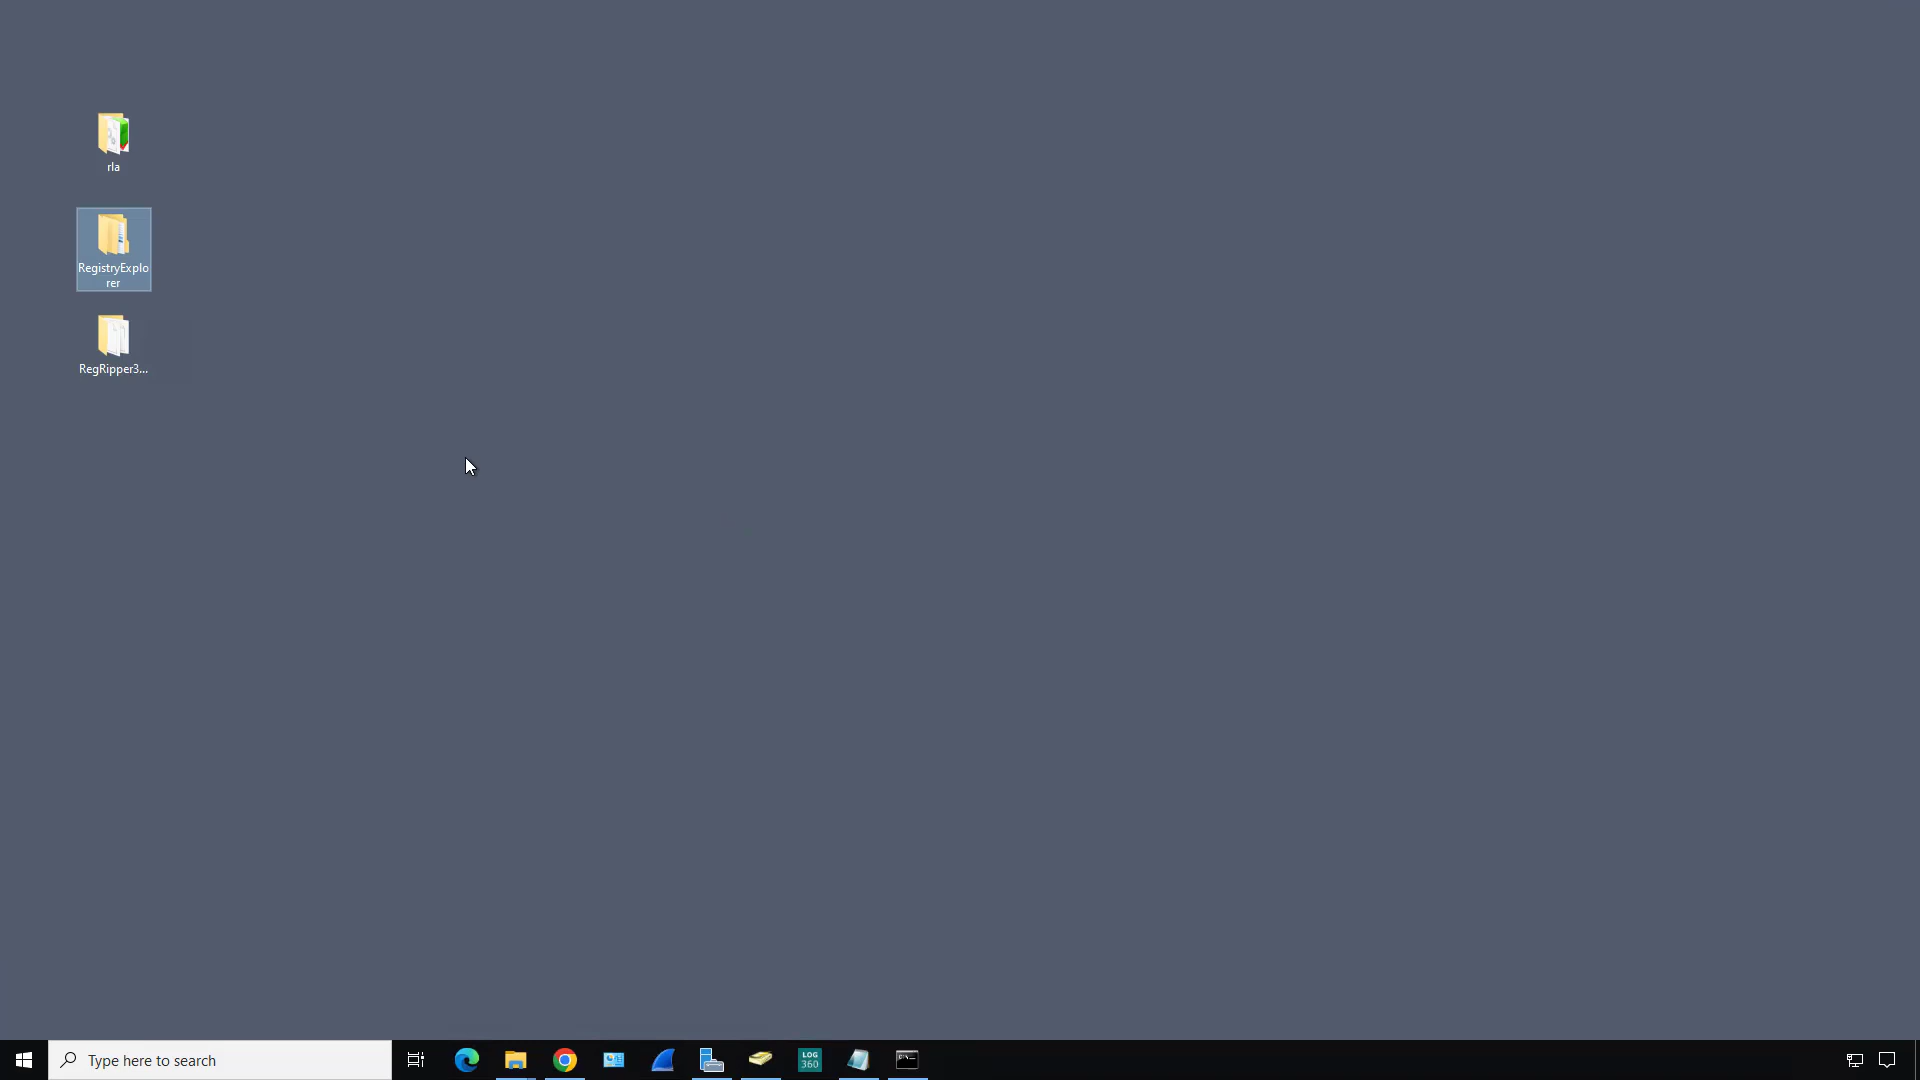 rla
RegistryExplo
rer
RegRipper3...
Type here to search
LOG
360
C:\.